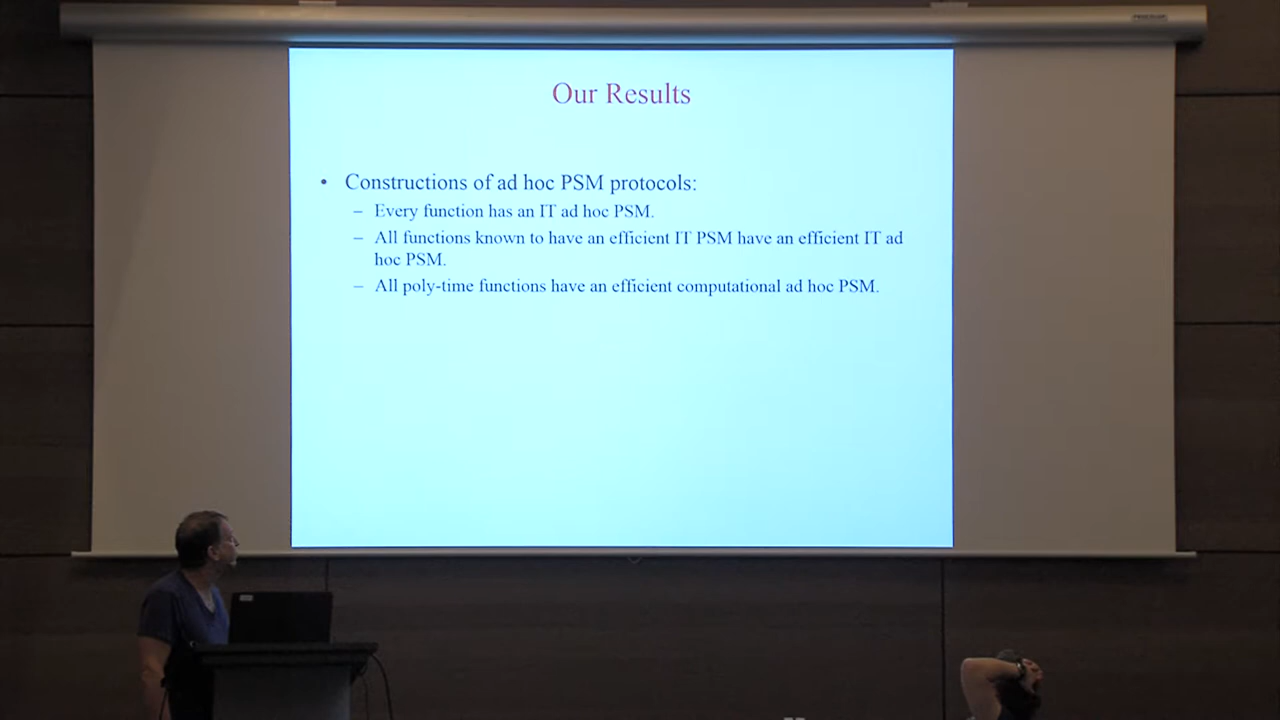 Our Results
• Constructions of ad hoc PSM protocols:
– Every function has an IT ad hoc PSM.
– All functions known to have an efficient IT PSM have an efficient IT ad
hoc PSM.
– All poly-time functions have an efficient computational ad hoc PSM.